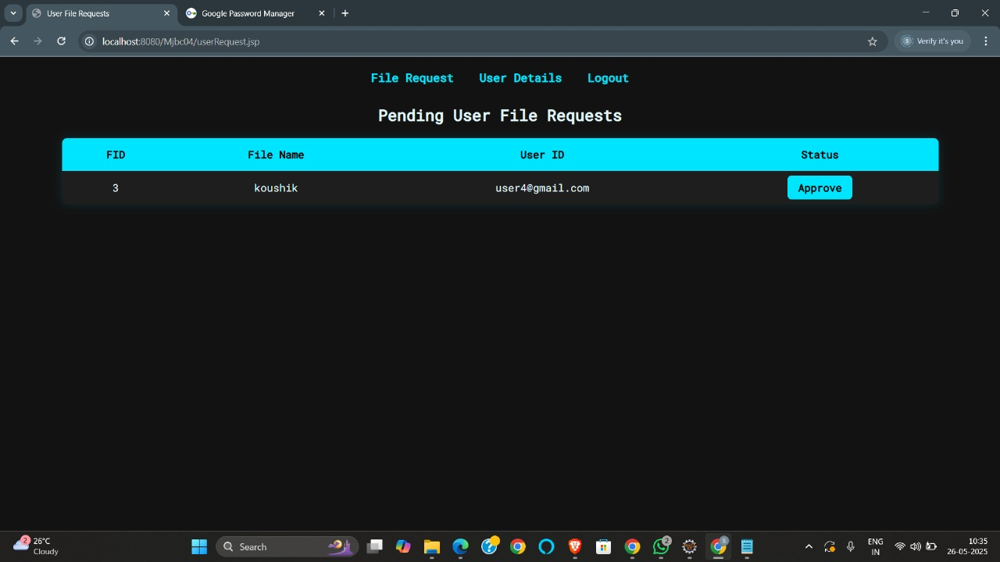 User File Requests
Google Password Manager
localhost:8080/Mjbc04/userRequest.jsp
S Verify it's you
File Request User Details Logout
Pending User File Requests
FID File Name User ID Status
3 koushik user4@gmail.com Approve
2 26°C
Cloudy
Search
2
S
ENG
IN
10:35
26-05-2025